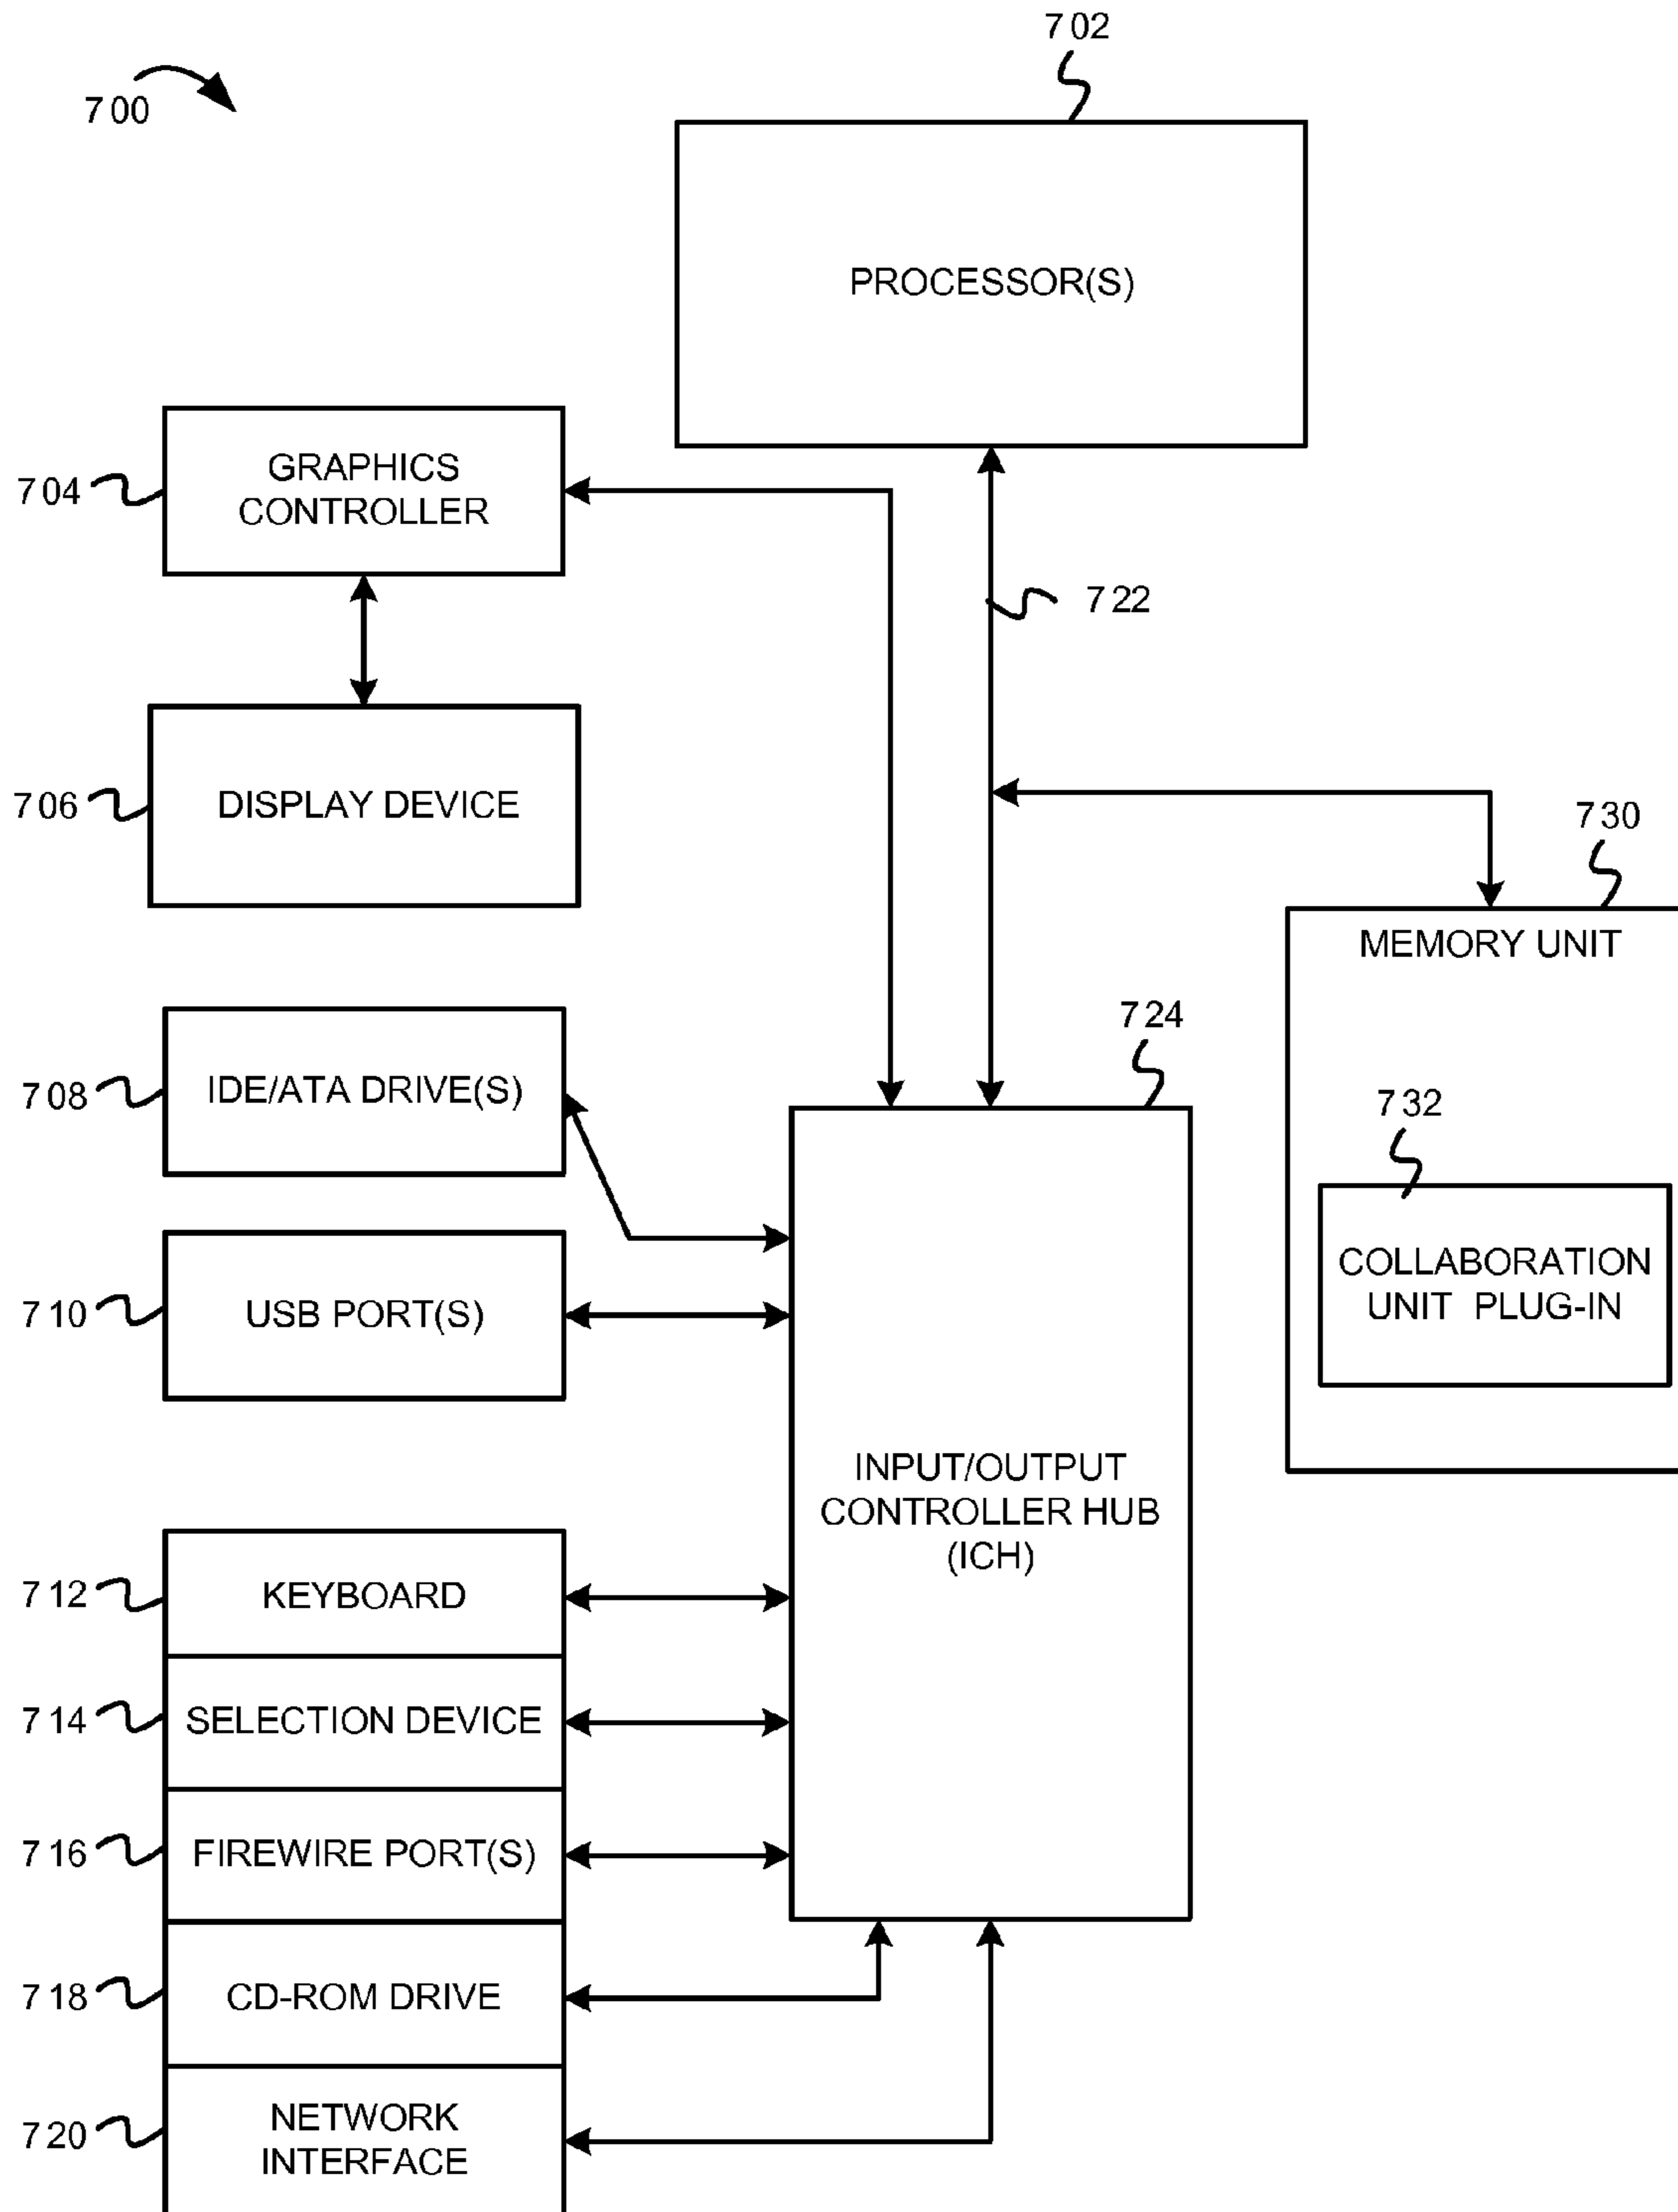 702
700
PROCESSOR(S)
GRAPHICS
CONTROLLER
704
722
DISPLAY DEVICE
706
730
MEMORY UNIT
724
708
IDE/ATA DRIVE(S)
732
COLLABORATION
UNIT PLUG-IN
710
USB PORT(S)
INPUT/OUTPUT
CONTROLLER HUB
(ICH)
712
KEYBOARD
714
SELECTION DEVICE
716
FIREWIRE PORT(S)
718
CD-ROM DRIVE
720
NETWORK
INTERFACE